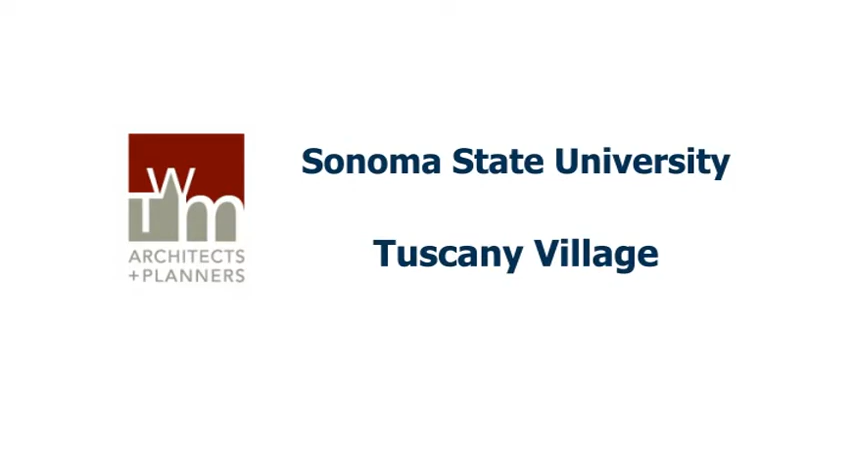 TWM
ARCHITECTS
+PLANNERS
Sonoma State University
Tuscany Village